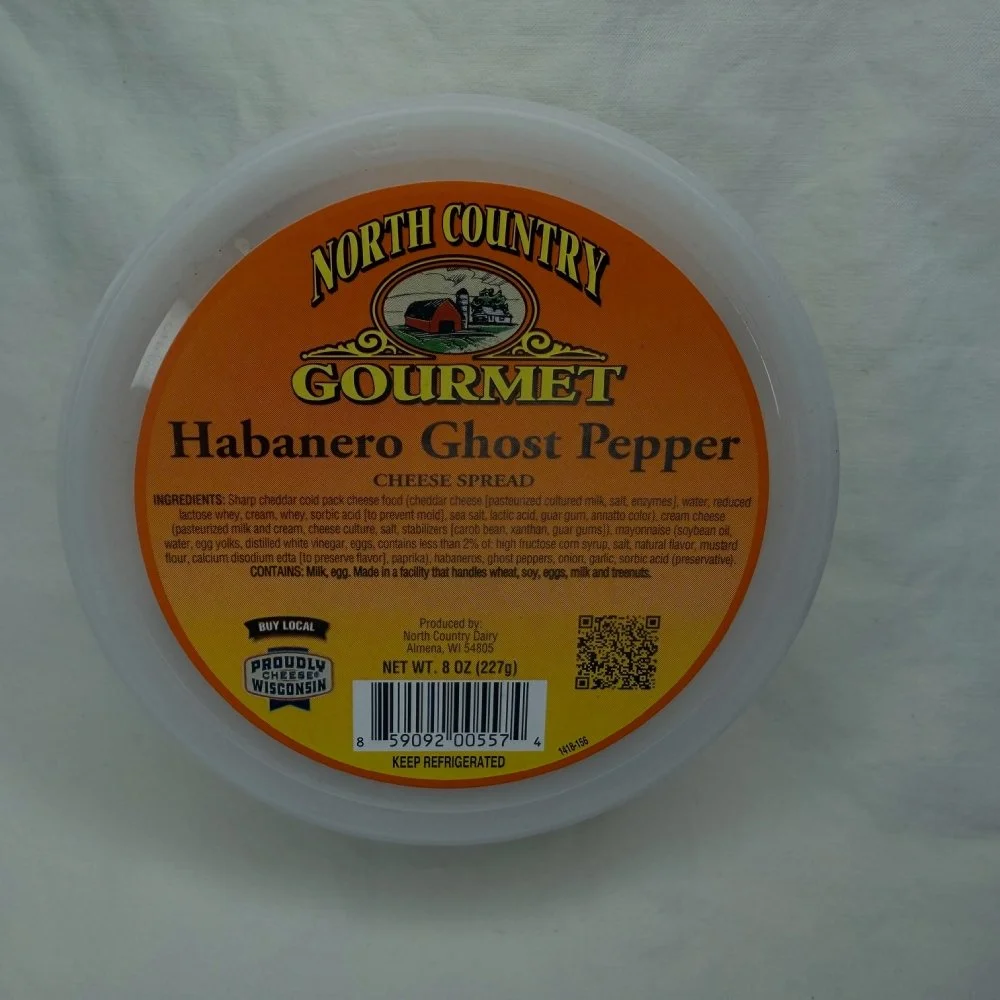 NORTH COUNTRY
GOURMET
Habanero Ghost Pepper
CHEESE SPREAD
INGREDIENTS: Sharp cheddar cold pack cheese food (cheddar cheese [pasteurized cultured milk, salt, enzymes], water, reduced
lactose whey, cream, whey, sorbic acid [to prevent mold], sea salt, lactic acid, guar gum, annatto color), cream cheese
(pasteurized milk and cream, cheese culture, salt, stabilizers [carob bean, xanthan, guar gums]), mayonnaise (soybean oil,
water, egg yolks, distilled white vinegar, eggs, contains less than 2% of: high fructose corn syrup, salt, natural flavor, mustard
flour, calcium disodium edta [to preserve flavor], paprika), habaneros, ghost peppers, onion, garlic, sorbic acid (preservative).
CONTAINS: Milk, egg. Made in a facility that handles wheat, soy, eggs, milk and treenuts.
BUY LOCAL
PROUDLY
CHEESE®
WISCONSIN
Produced by:
North Country Dairy
Almena, WI 54805
NET WT. 8 OZ (227g)
8 59092 00557 4
KEEP REFRIGERATED
1418-156